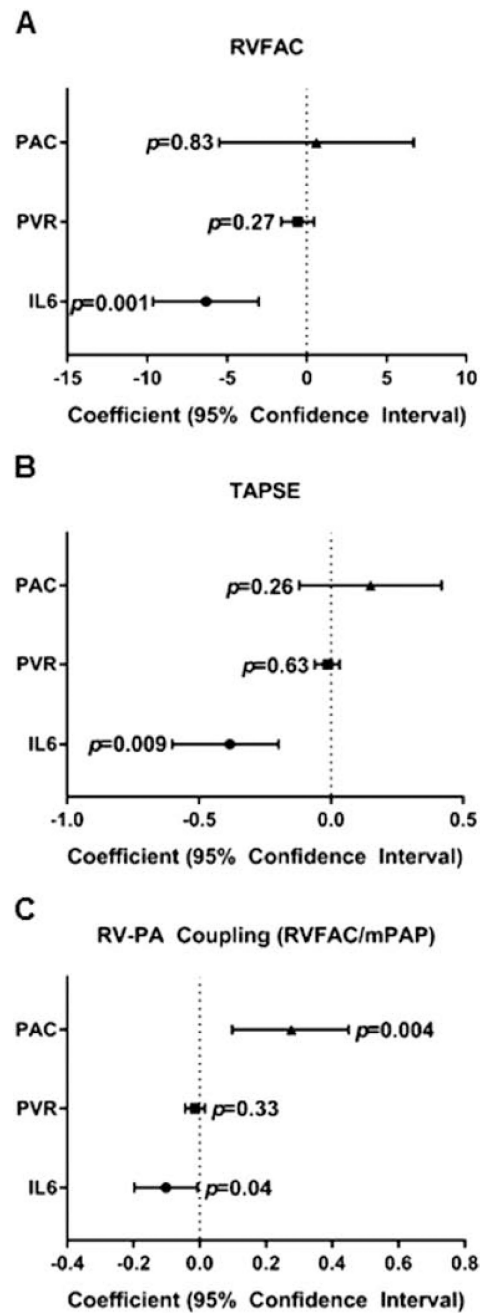 A
RVFAC
PAC
p=0.83
PVR
p=0.27
IL6
p=0.001
-15 -10 -5 0 5 10
Coefficient (95% Confidence Interval)
B
TAPSE
PAC
p=0.26
PVR
p=0.63
IL6
p=0.009
-1.0 -0.5 0.0 0.5
Coefficient (95% Confidence Interval)
C
RV-PA Coupling (RVFAC/mPAP)
PAC
p=0.004
PVR
p=0.33
IL6
p=0.04
-0.4 -0.2 0.0 0.2 0.4 0.6 0.8
Coefficient (95% Confidence Interval)